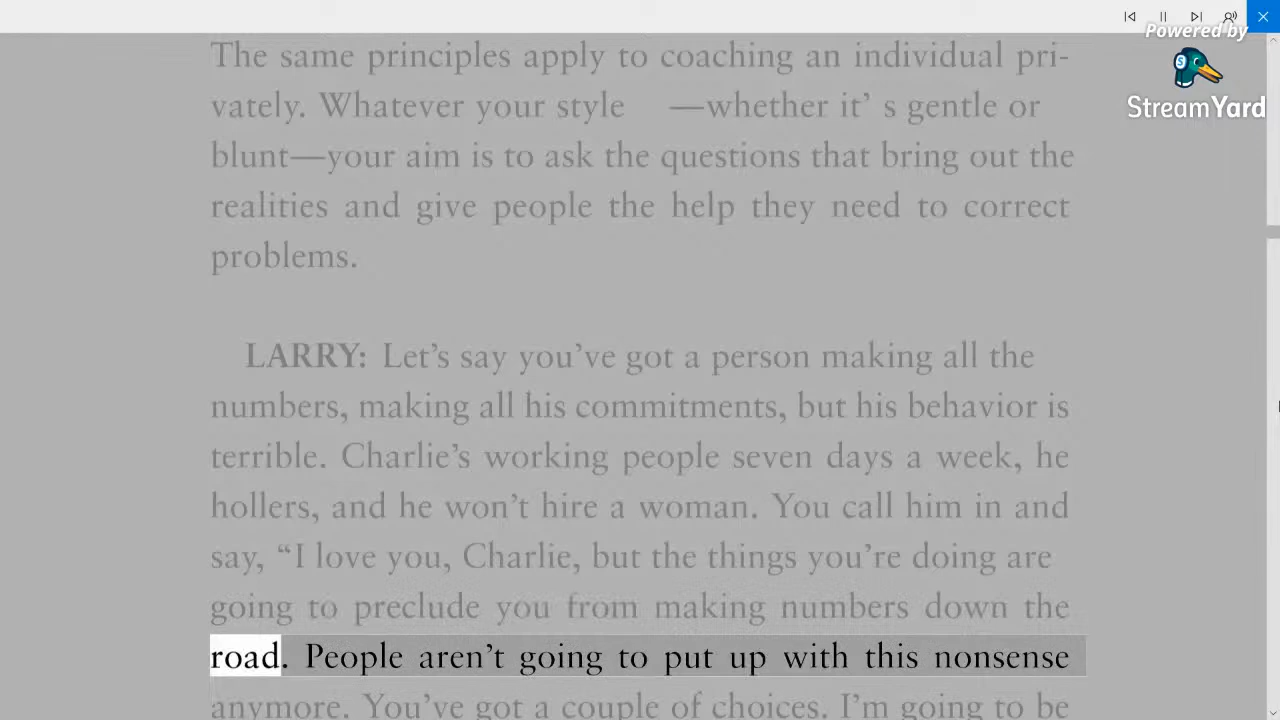 Powered by
StreamYard
The same principles apply to coaching an individual pri-
vately. Whatever your style —whether it’ s gentle or
blunt—your aim is to ask the questions that bring out the
realities and give people the help they need to correct
problems.
LARRY: Let’s say you’ve got a person making all the
numbers, making all his commitments, but his behavior is
terrible. Charlie’s working people seven days a week, he
hollers, and he won’t hire a woman. You call him in and
say, “I love you, Charlie, but the things you’re doing are
going to preclude you from making numbers down the
road. People aren’t going to put up with this nonsense
anymore. You’ve got a couple of choices. I’m going to be